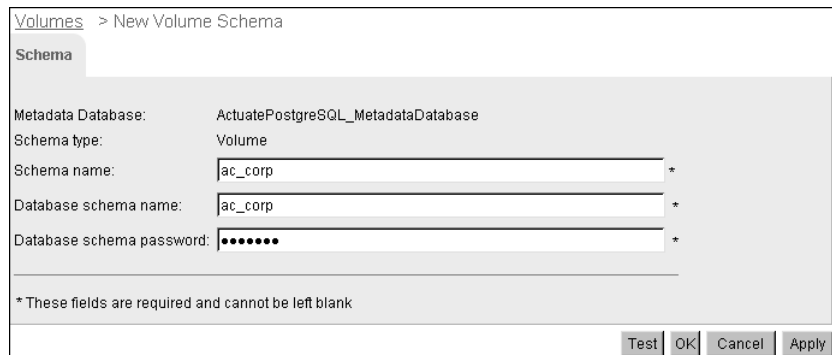 Volumes > New Volume Schema
Schema
Metadata Database: ActuatePostgreSQL_MetadataDatabase
Schema type: Volume
Schema name: ac_corp *
Database schema name: ac_corp *
Database schema password: ●●●●●●● *
* These fields are required and cannot be left blank
Test OK Cancel Apply